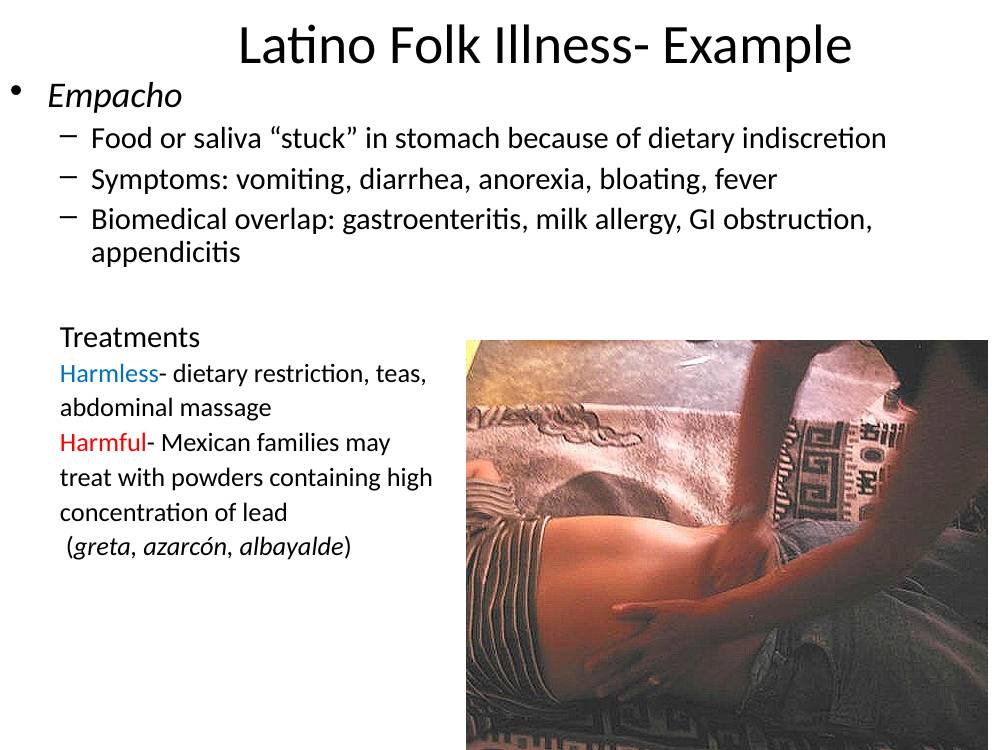 Latino Folk Illness- Example
• Empacho
– Food or saliva “stuck” in stomach because of dietary indiscretion
– Symptoms: vomiting, diarrhea, anorexia, bloating, fever
– Biomedical overlap: gastroenteritis, milk allergy, GI obstruction,
appendicitis
Treatments
Harmless- dietary restriction, teas,
abdominal massage
Harmful- Mexican families may
treat with powders containing high
concentration of lead
(greta, azarcón, albayalde)